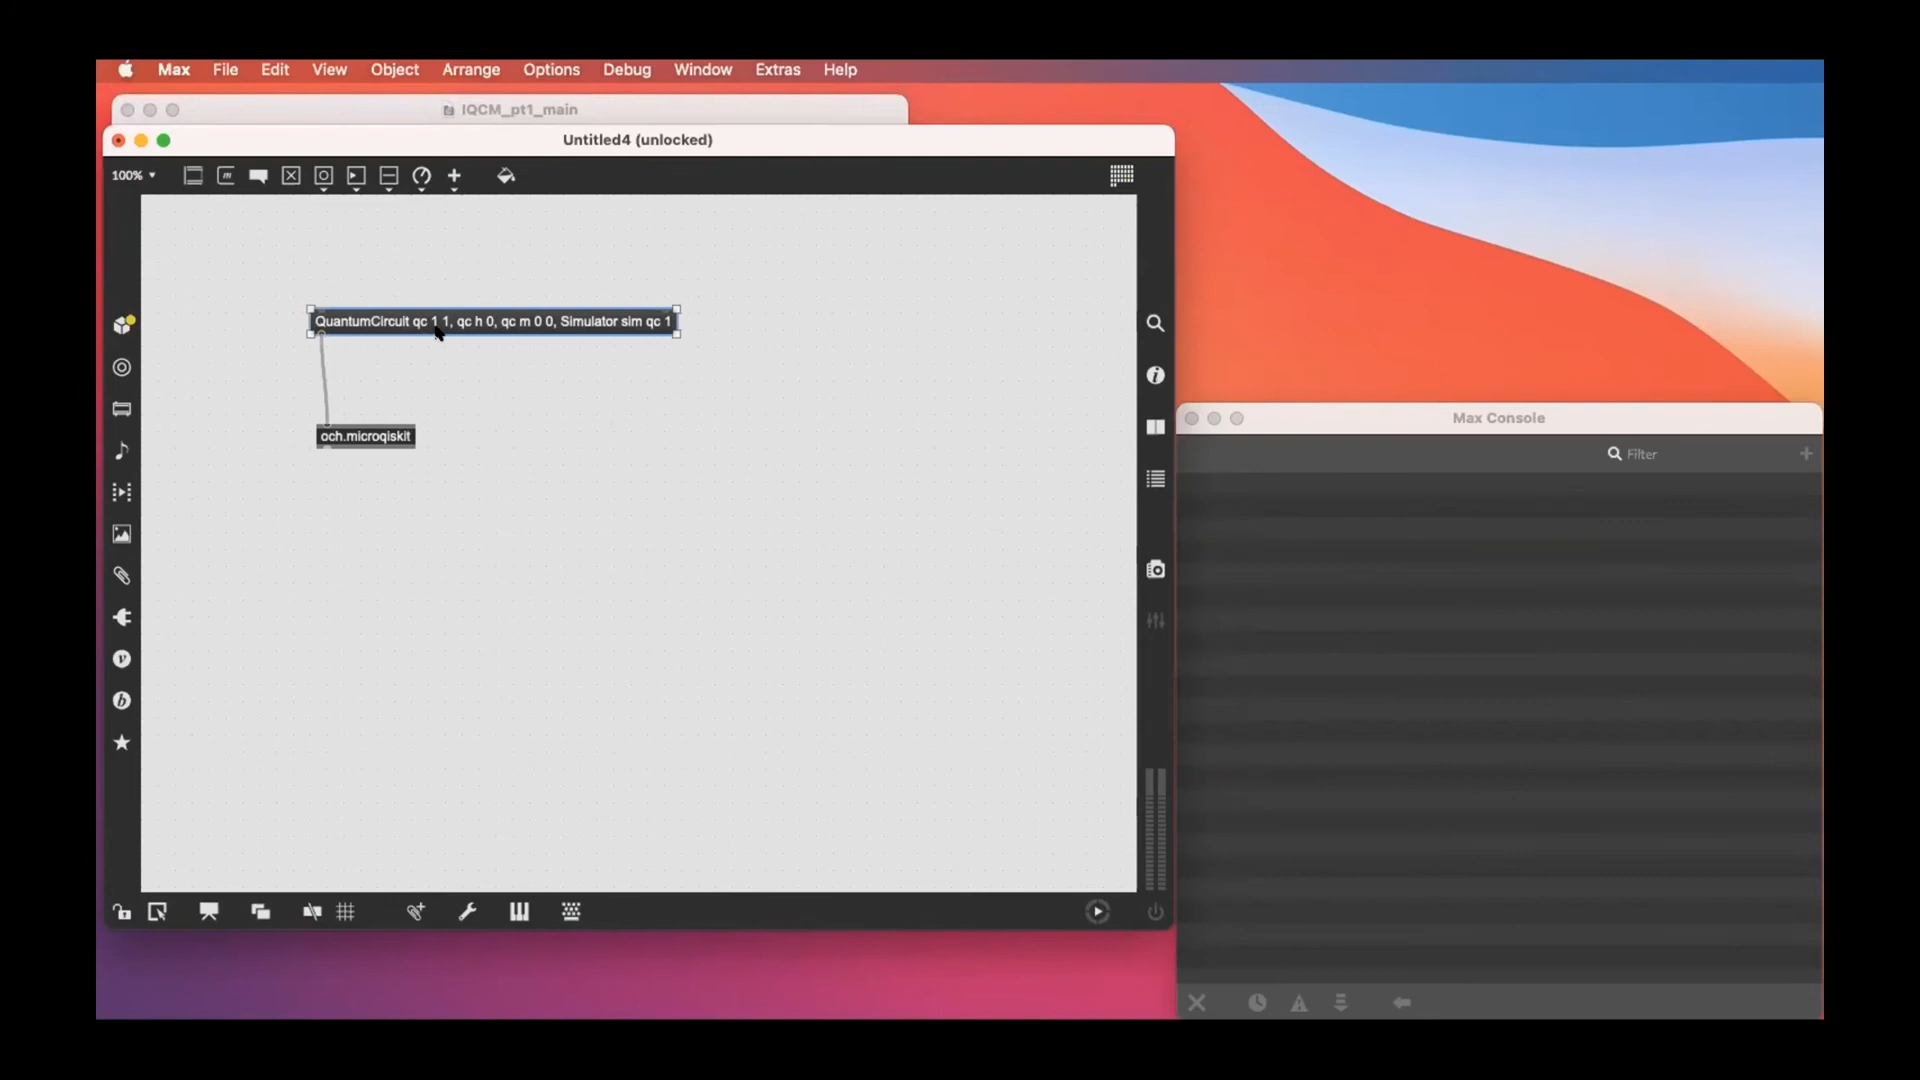 Max File Edit View Object Arrange Options Debug Window Extras Help
IQCM_pt1_main
Untitled4 (unlocked)
100%
QuantumCircuit qc 1 1, qc h 0, qc m 0 0, Simulator sim qc 1
och.microqiskit
Max Console
Filter